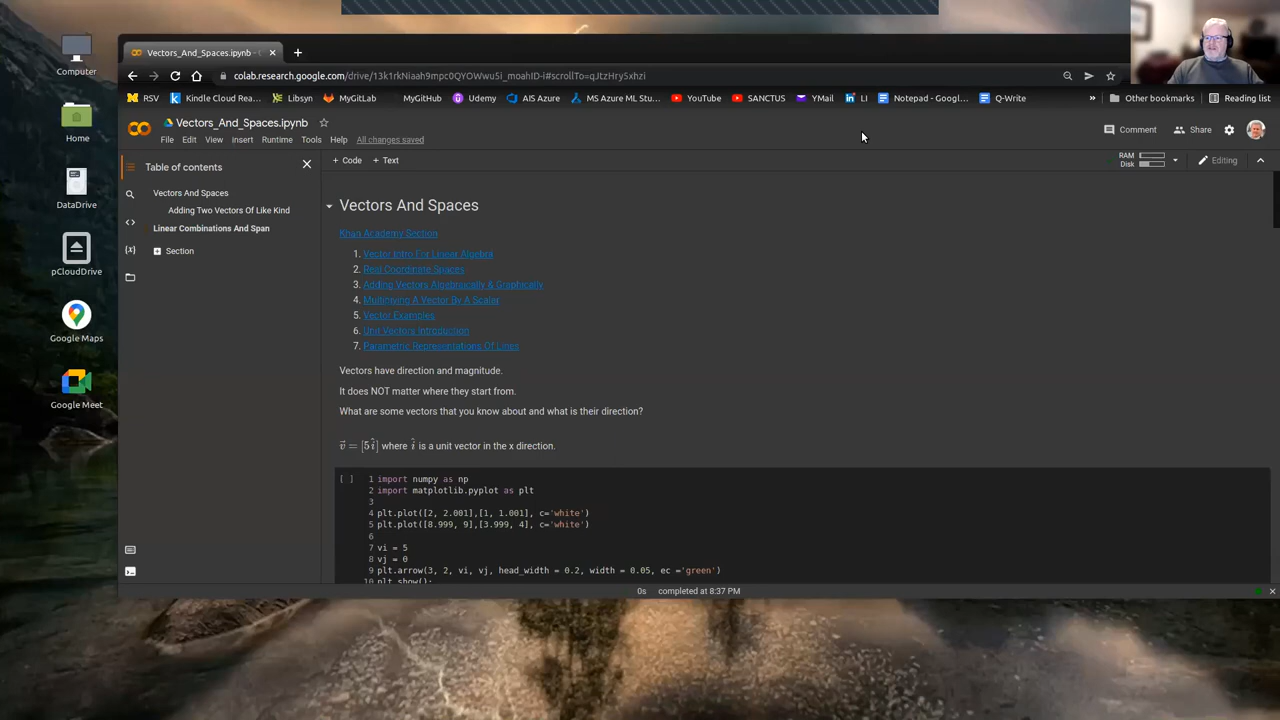 Computer
Home
DataDrive
pCloudDrive
Google Maps
Google Meet
Vectors_And_Spaces.ipynb -
colab.research.google.com/drive/13k1rkNiaah9mpc0QYOWwu5i_moahID-i#scrollTo=qJtzHrySxhzi
RSV Kindle Cloud Rea... Libsyn MyGitLab MyGitHub Udemy AIS Azure MS Azure ML Stu... YouTube SANCTUS YMail LI Notepad - Googl... Q-Write » Other bookmarks Reading list
Vectors_And_Spaces.ipynb
File Edit View Insert Runtime Tools Help All changes saved
Comment Share
Table of contents
+ Code + Text
RAM
Disk
Editing
Vectors And Spaces
Adding Two Vectors Of Like Kind
Linear Combinations And Span
Section
Vectors And Spaces
Khan Academy Section
1. Vector Intro For Linear Algebra
2. Real Coordinate Spaces
3. Adding Vectors Algebraically & Graphically
4. Multiplying A Vector By A Scalar
5. Vector Examples
6. Unit Vectors Introduction
7. Parametric Representations Of Lines
Vectors have direction and magnitude.
It does NOT matter where they start from.
What are some vectors that you know about and what is their direction?
v⃗ = [5î] where î is a unit vector in the x direction.
[ ] 1 import numpy as np
2 import matplotlib.pyplot as plt
3
4 plt.plot([2, 2.001],[1, 1.001], c='white')
5 plt.plot([8.999, 9],[3.999, 4], c='white')
6
7 vi = 5
8 vj = 0
9 plt.arrow(3, 2, vi, vj, head_width = 0.2, width = 0.05, ec ='green')
10 plt.show();
0s completed at 8:37 PM